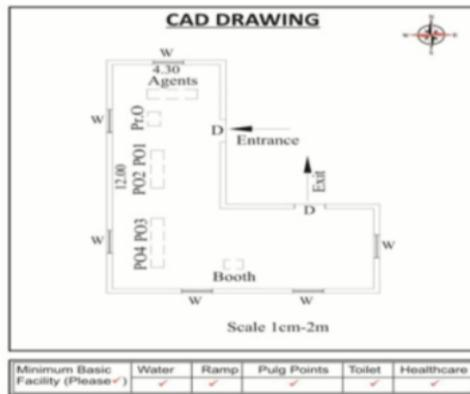 CAD DRAWING
W
4.30
Agents
W
Pr.O
D
Entrance
12.00
PO2 PO1
Exit
D
PO4 PO3
W
W
Booth
W
W
Scale 1cm-2m
Minimum Basic Facility (Please✓)
Water
Ramp
Pulg Points
Toilet
Healthcare
✓ ✓ ✓ ✓ ✓